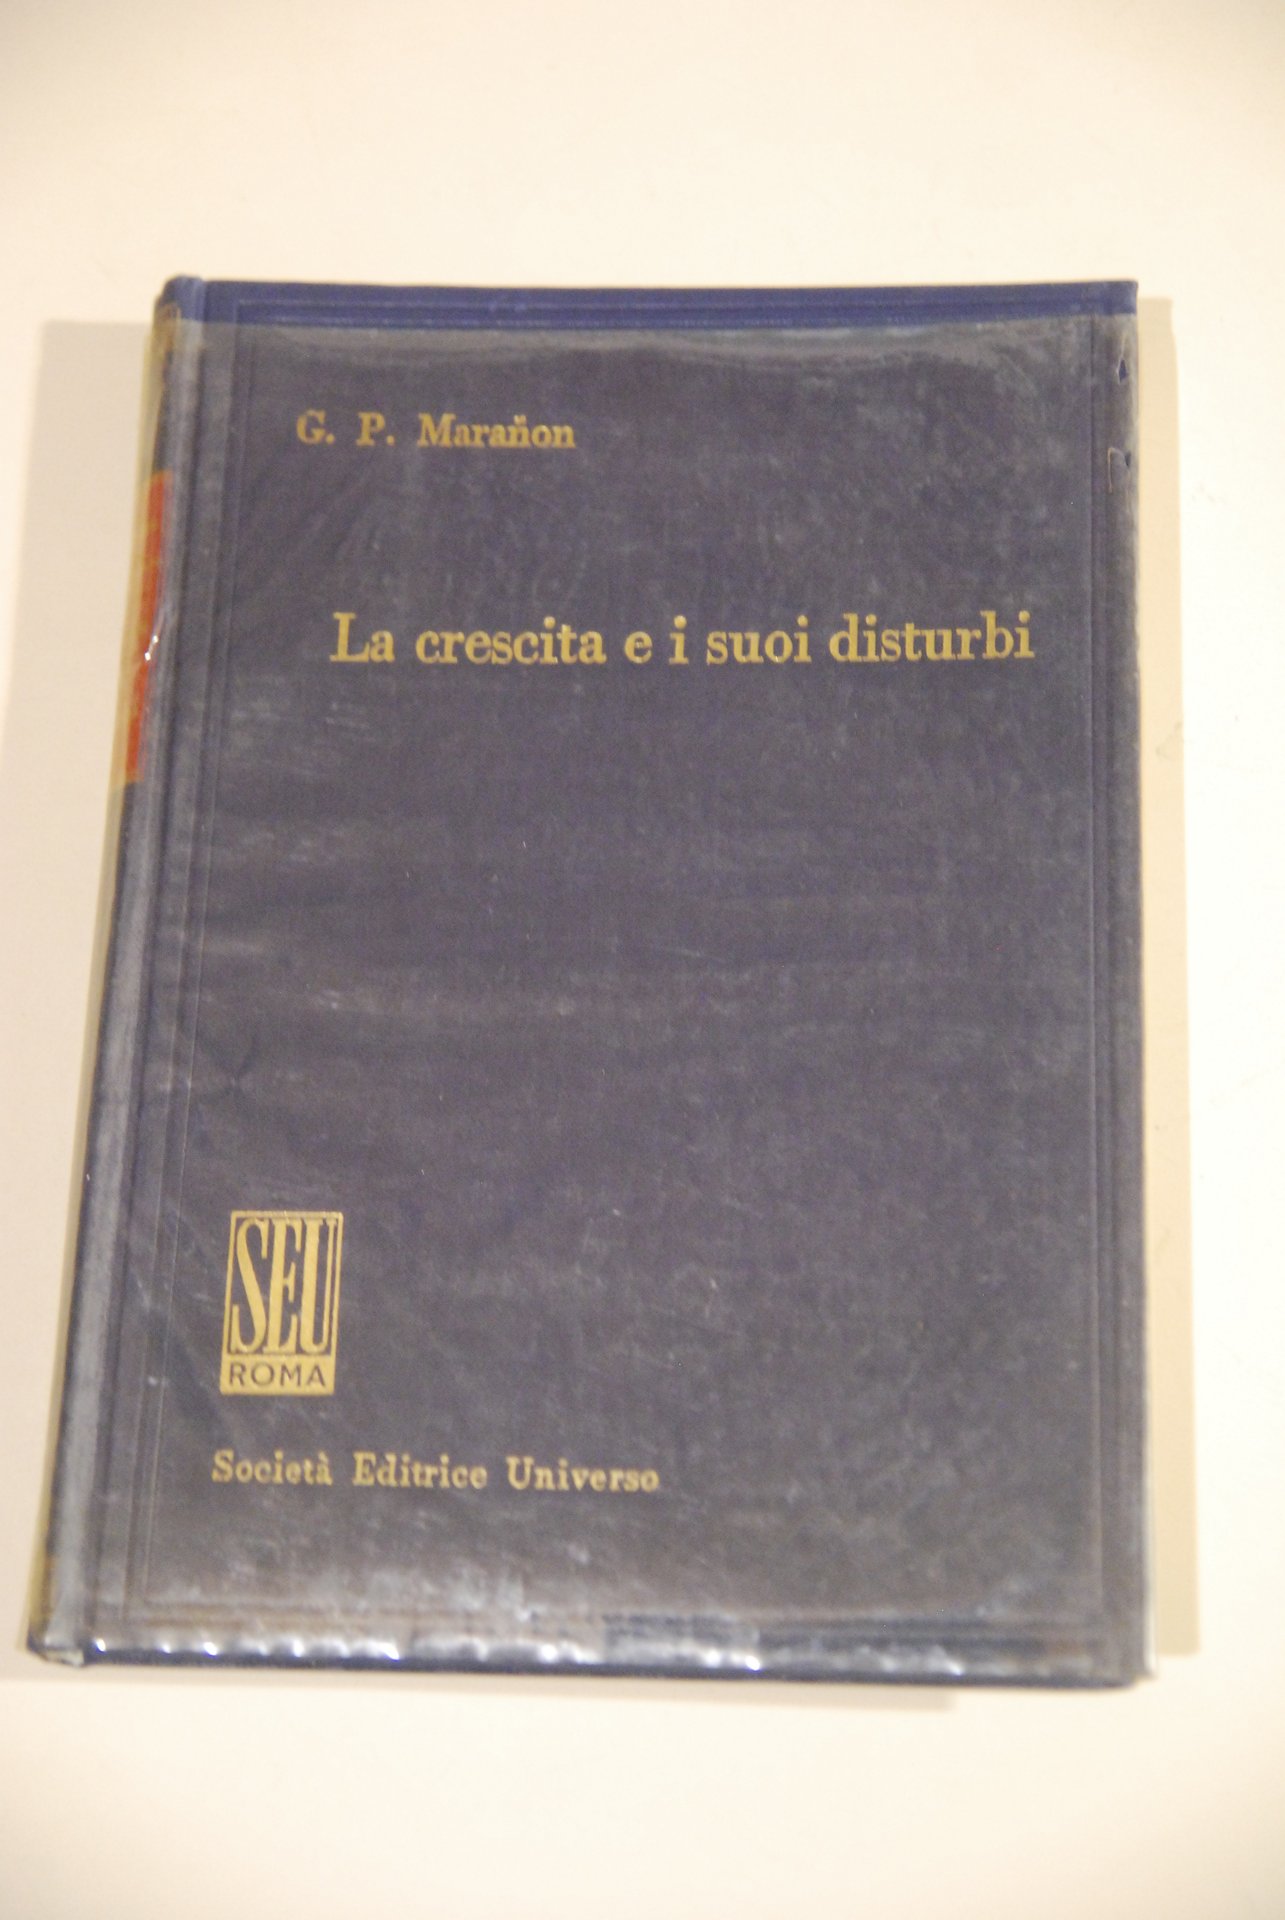 G. P. Marañon
La crescita e i suoi disturbi
SEU
ROMA
Società Editrice Universo